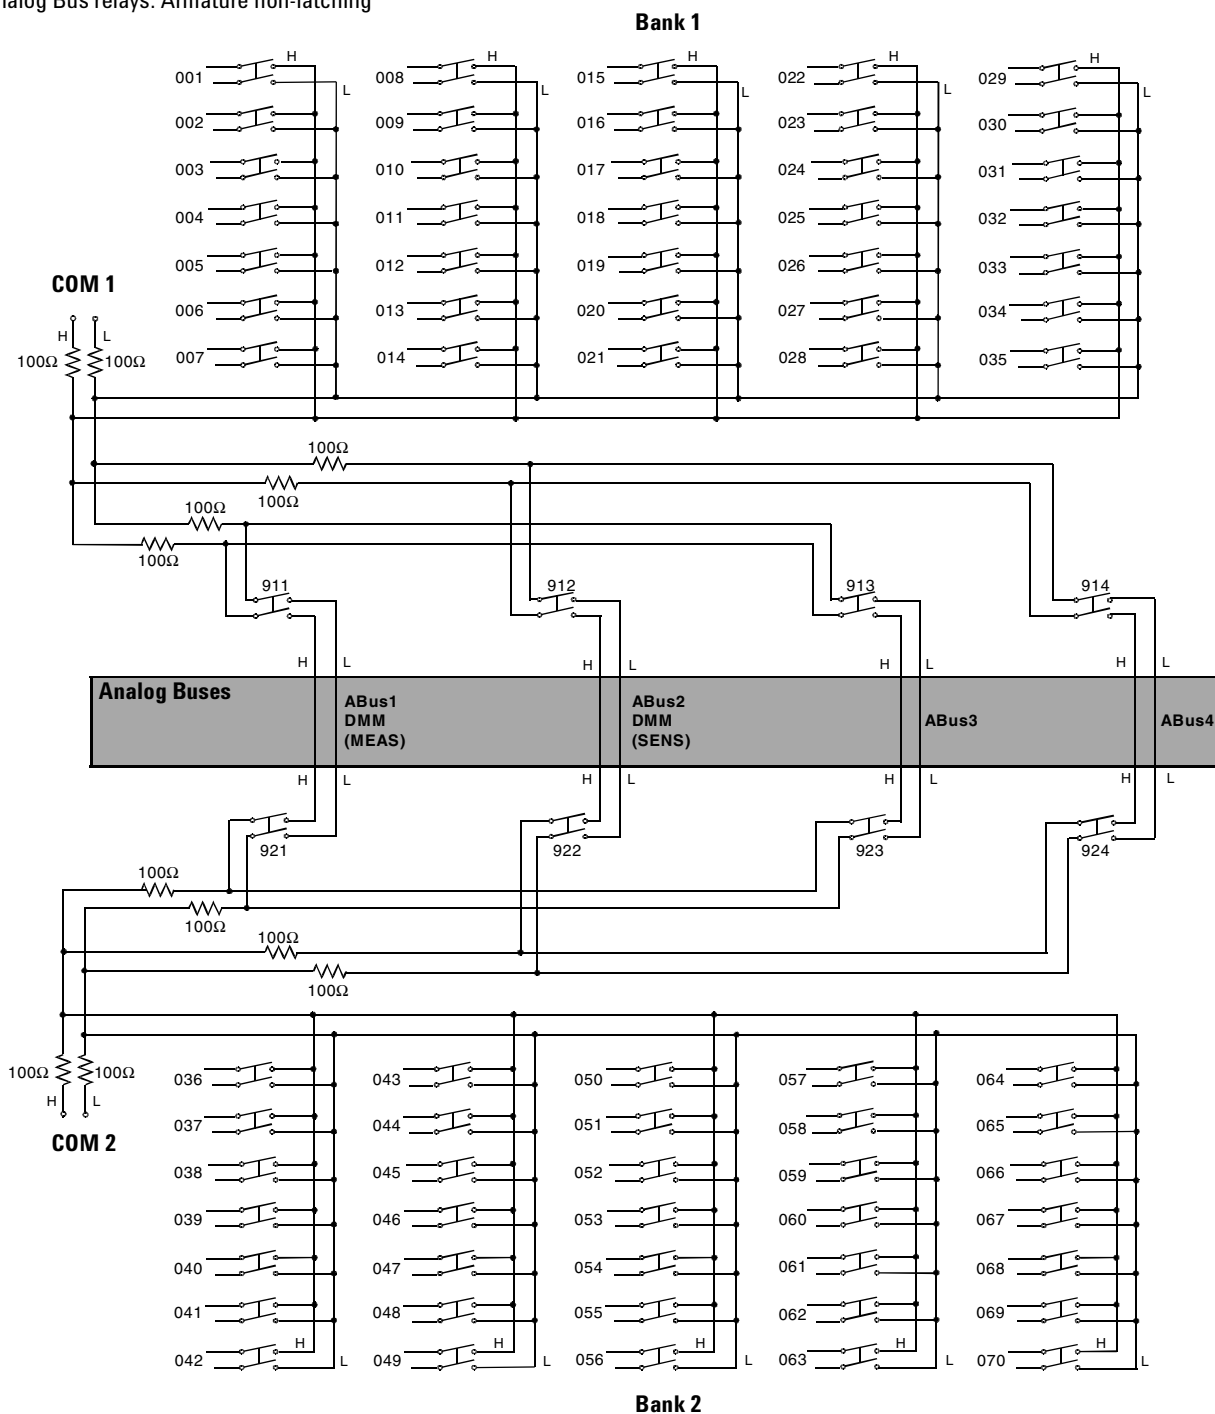 nalog Bus relays: Armature non-latching
Bank 1
H H H H H
001 008 015 022 029
L L L L L
002 009 016 023 030
003 010 017 024 031
004 011 018 025 032
005 012 019 026 033
COM 1
006 013 020 027 034
H L
100Ω 100Ω
007 014 021 028 035
100Ω
100Ω
100Ω
100Ω
911 912 913 914
H L H L H L H L
Analog Buses
ABus1
DMM
(MEAS)
ABus2
DMM
(SENS)
ABus3
ABus4
H L H L H L H L
921 922 923 924
100Ω
100Ω
100Ω
100Ω
100Ω 100Ω
H L
COM 2
036 043 050 057 064
037 044 051 058 065
038 045 052 059 066
039 046 053 060 067
040 047 054 061 068
041 048 055 062 069
H H H H H
042 049 056 063 070
L L L L L
Bank 2